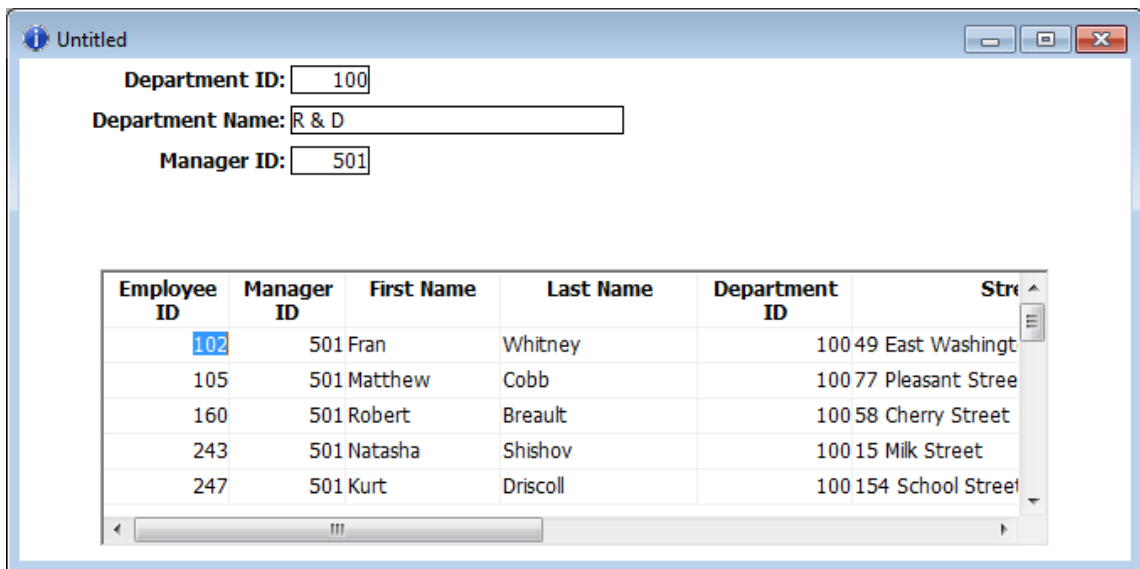 Untitled
Department ID: 100
Department Name: R & D
Manager ID: 501
Employee ID Manager ID First Name Last Name Department ID
102 501 Fran Whitney 100 49 East
105 501 Matthew Cobb 100 77 Pleasant
160 501 Robert Breault 100 58 Cherry Street
243 501 Natasha Shishov 100 15 Milk Street
247 501 Kurt Driscoll 100 154 School Street